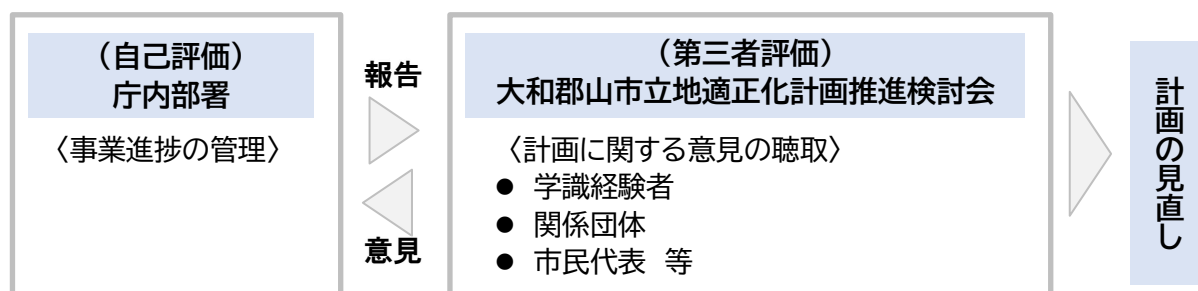 （自己評価）
庁内部署
〈事業進捗の管理〉
報告
意見
（第三者評価）
大和郡山市立地適正化計画推進検討会
〈計画に関する意見の聴取〉
● 学識経験者
● 関係団体
● 市民代表 等
計画の見直し